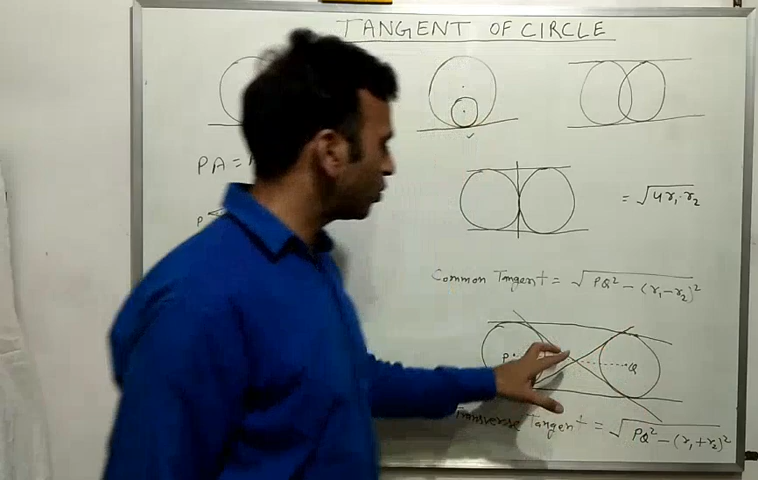 TANGENT OF CIRCLE
PA =
P
= √4r₁.r₂
Common Tangent = √PQ² - (r₁-r₂)²
P Q
Transverse Tangent = √PQ² - (r₁+r₂)²